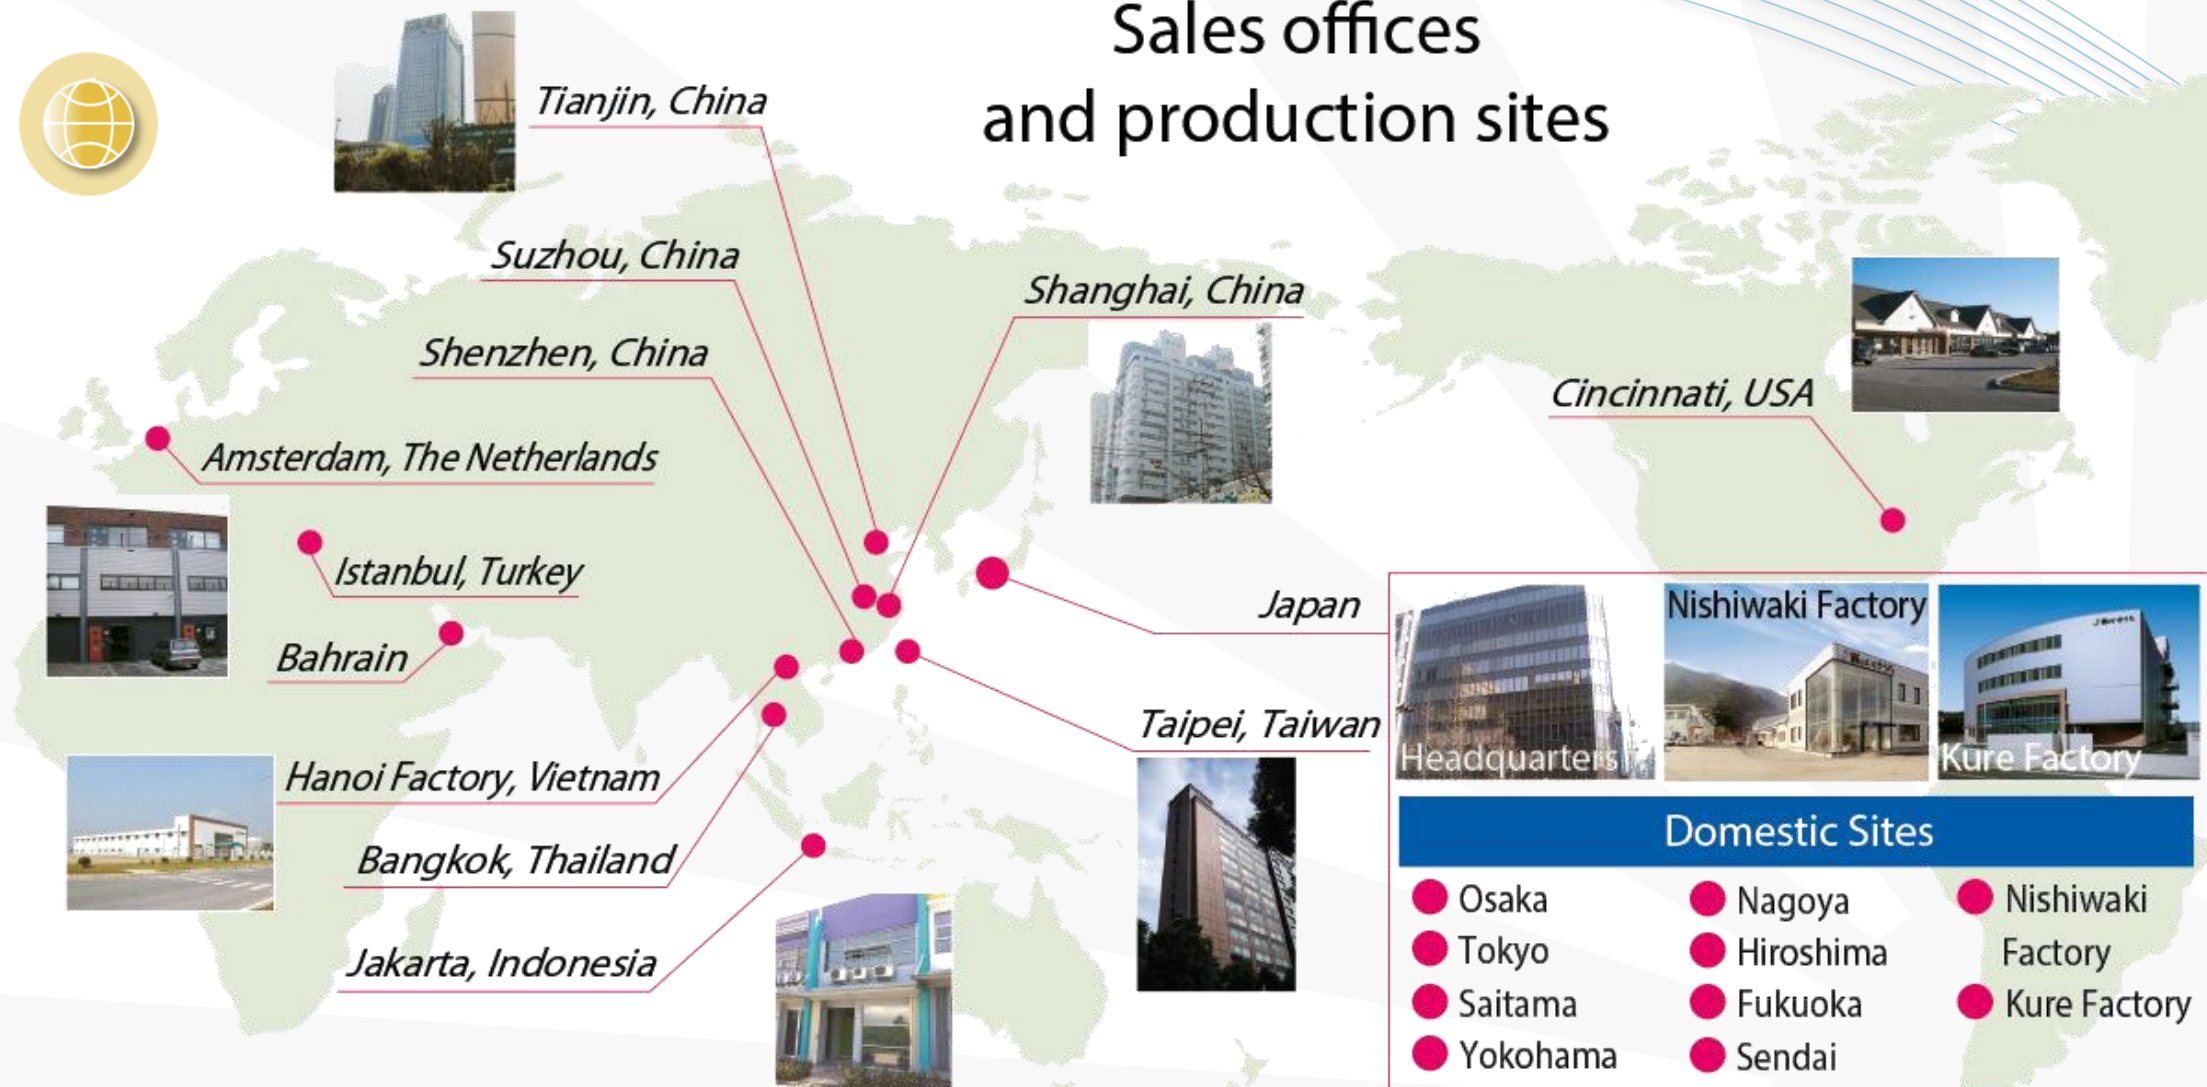 Sales offices
and production sites
Tianjin, China
Suzhou, China
Shanghai, China
Shenzhen, China
Cincinnati, USA
Amsterdam, The Netherlands
Istanbul, Turkey
Japan
Bahrain
Taipei, Taiwan
Hanoi Factory, Vietnam
Bangkok, Thailand
Jakarta, Indonesia
Nishiwaki Factory
Headquarters
Kure Factory
Domestic Sites
Osaka
Tokyo
Saitama
Yokohama
Nagoya
Hiroshima
Fukuoka
Sendai
Nishiwaki
Factory
Kure Factory